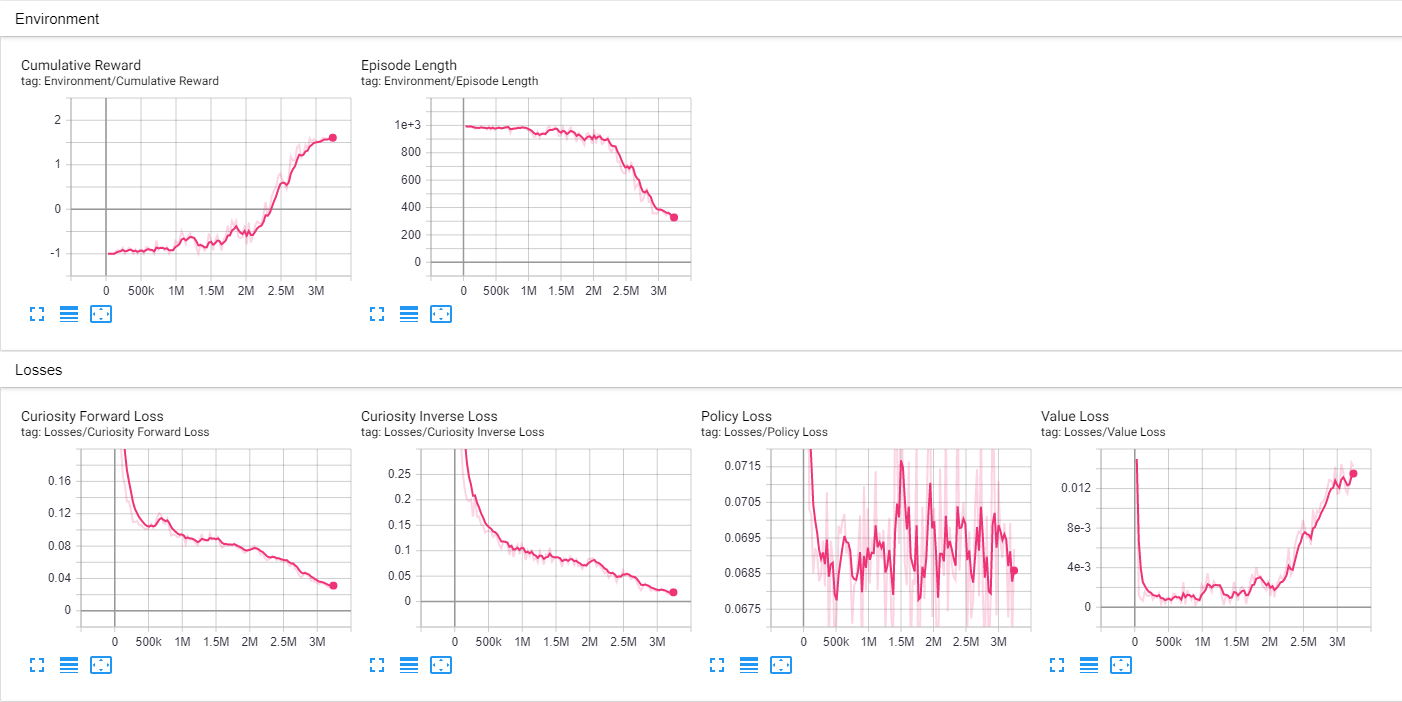 Environment
Cumulative Reward
tag: Environment/Cumulative Reward
2
1
0
-1
0 500k 1M 1.5M 2M 2.5M 3M
Episode Length
tag: Environment/Episode Length
1e+3
800
600
400
200
0
0 500k 1M 1.5M 2M 2.5M 3M
Losses
Curiosity Forward Loss
tag: Losses/Curiosity Forward Loss
0.16
0.12
0.08
0.04
0
0 500k 1M 1.5M 2M 2.5M 3M
Curiosity Inverse Loss
tag: Losses/Curiosity Inverse Loss
0.25
0.2
0.15
0.1
0.05
0
0 500k 1M 1.5M 2M 2.5M 3M
Policy Loss
tag: Losses/Policy Loss
0.0715
0.0705
0.0695
0.0685
0.0675
0 500k 1M 1.5M 2M 2.5M 3M
Value Loss
tag: Losses/Value Loss
0.012
8e-3
4e-3
0
0 500k 1M 1.5M 2M 2.5M 3M